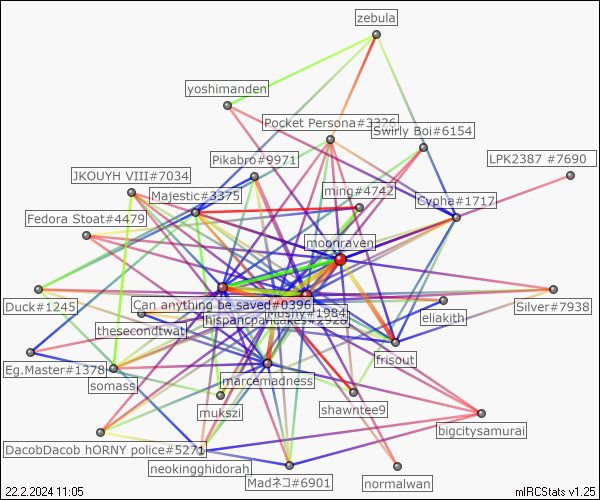 zebula
yoshimanden
Pocket Persona#3326
Swirly Boi#6154
Pikabro#9971
LPK2387 #7690
JKOUYH VIII#7034
ming#4742
Majestic#3375
Cypha#1717
Fedora Stoat#4479
moonraven
Duck#1245
Can anything be saved#0396
Mushy#1984
hispancpancakes#2928
eliakith
Silver#7938
thesecondtwat
frisout
Eg.Master#1378
somass
marcemadness
mukszi
shawntee9
bigcitysamurai
DacobDacob hORNY police#5271
neokingghidorah
Madネコ#6901
normalwan
22.2.2024 11:05
mIRCStats v1.25